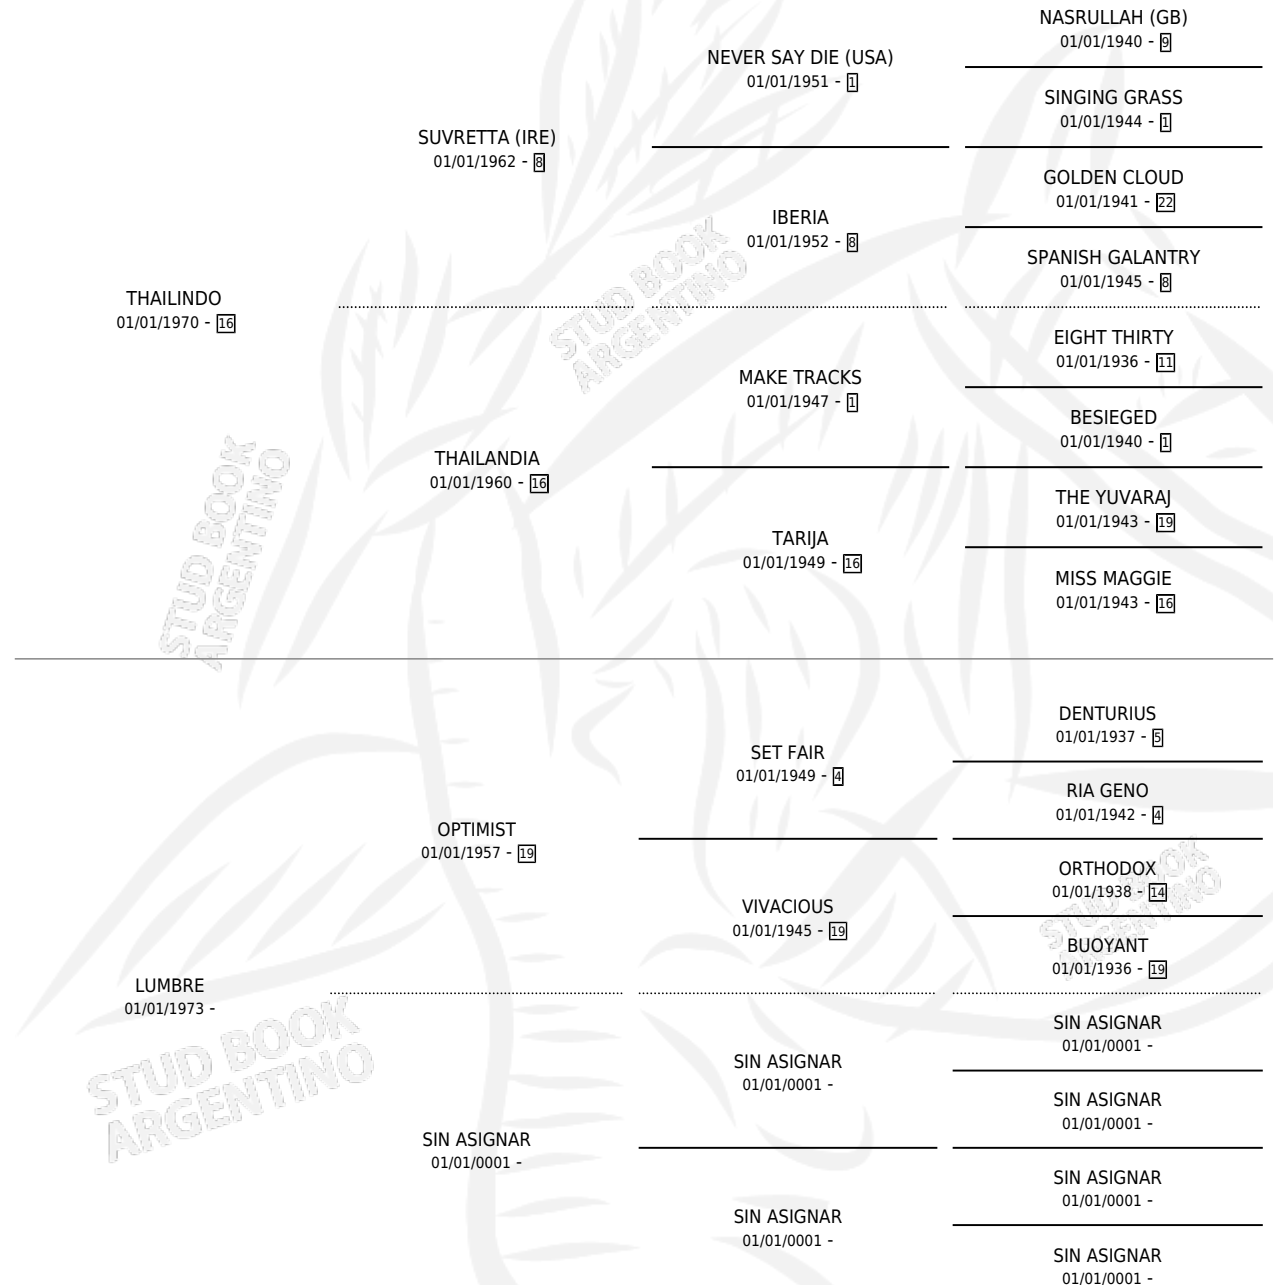 NASRULLAH (GB)
01/01/1940 - 9
NEVER SAY DIE (USA)
01/01/1951 - 1
SINGING GRASS
01/01/1944 - 1
SUVRETTA (IRE)
01/01/1962 - 8
GOLDEN CLOUD
01/01/1941 - 22
IBERIA
01/01/1952 - 8
SPANISH GALANTRY
01/01/1945 - 8
THAILINDO
01/01/1970 - 16
EIGHT THIRTY
01/01/1936 - 11
MAKE TRACKS
01/01/1947 - 1
BESIEGED
01/01/1940 - 1
THAILANDIA
01/01/1960 - 16
THE YUVARAJ
01/01/1943 - 19
TARIJA
01/01/1949 - 16
MISS MAGGIE
01/01/1943 - 16
DENTURIUS
01/01/1937 - 5
SET FAIR
01/01/1949 - 4
RIA GENO
01/01/1942 - 4
OPTIMIST
01/01/1957 - 19
ORTHODOX
01/01/1938 - 14
VIVACIOUS
01/01/1945 - 19
BUOYANT
01/01/1936 - 19
LUMBRE
01/01/1973 -
SIN ASIGNAR
01/01/0001 -
SIN ASIGNAR
01/01/0001 -
SIN ASIGNAR
01/01/0001 -
SIN ASIGNAR
01/01/0001 -
SIN ASIGNAR
01/01/0001 -
SIN ASIGNAR
01/01/0001 -
SIN ASIGNAR
01/01/0001 -
STUD BOOK
ARGENTINO
STUD BOOK
ARGENTINO
STUD BOOK
ARGENTINO
STUD BOOK
ARGENTINO